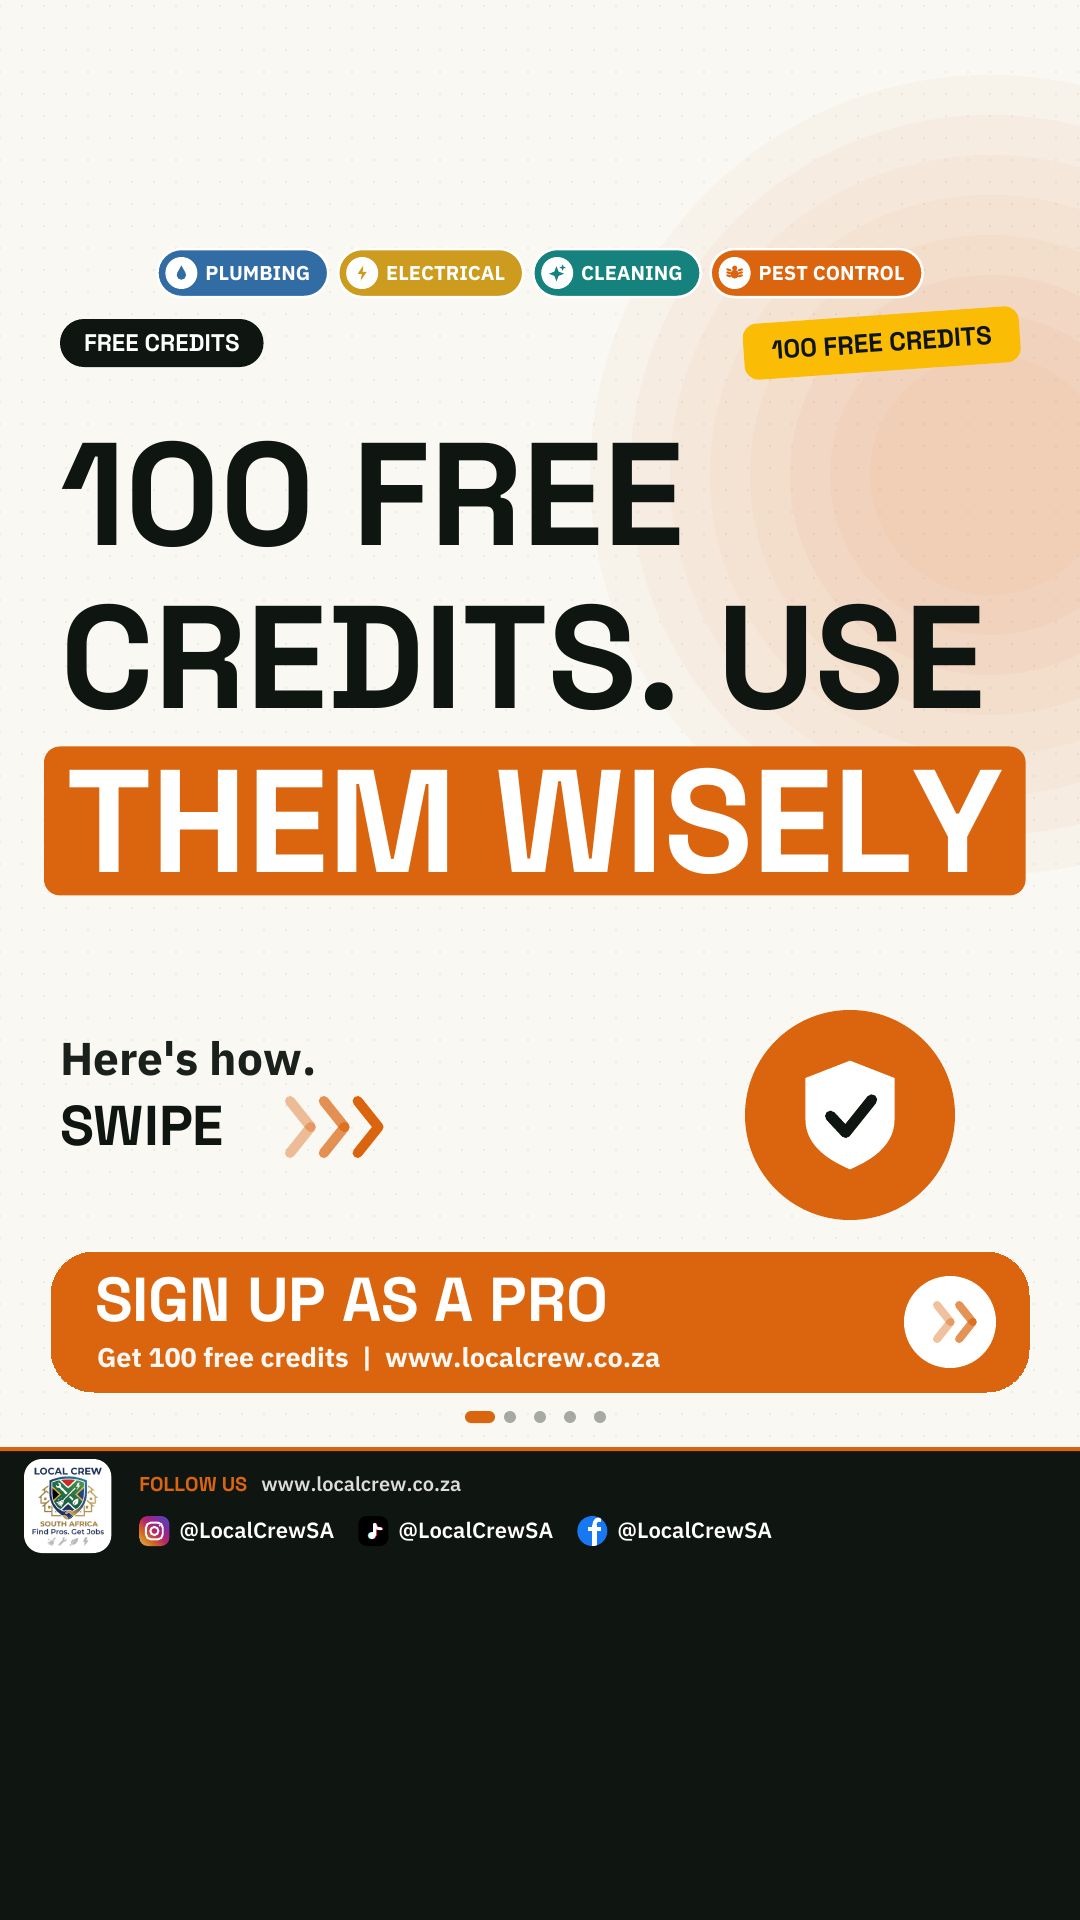 PLUMBING
ELECTRICAL
CLEANING
PEST CONTROL
FREE CREDITS
100 FREE CREDITS
100 FREE
CREDITS. USE
THEM WISELY
Here's how.
SWIPE
SIGN UP AS A PRO
Get 100 free credits | www.localcrew.co.za
LOCAL CREW
SOUTH AFRICA
Find Pros. Get Jobs
FOLLOW US www.localcrew.co.za
@LocalCrewSA @LocalCrewSA @LocalCrewSA